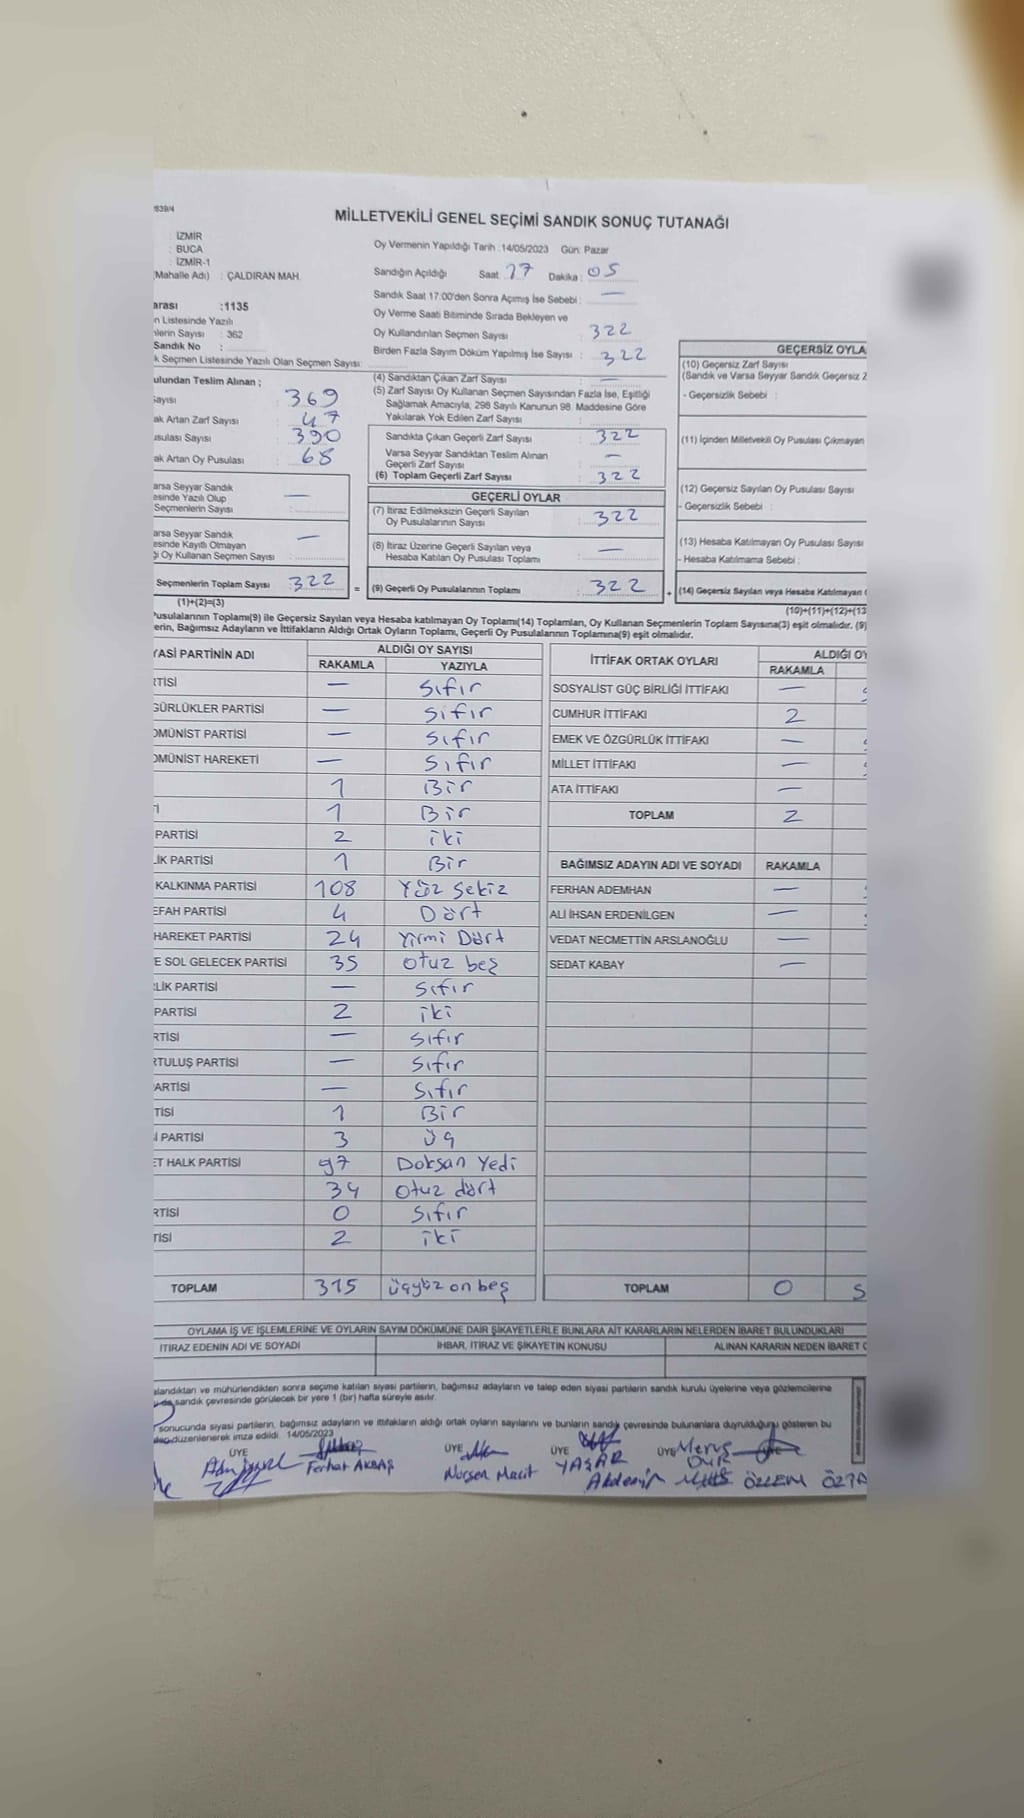 839/4
MİLLETVEKİLİ GENEL SEÇİMİ SANDIK SONUÇ TUTANAĞI
: İZMİR
: BUCA
: İZMİR-1
(Mahalle Adı) : ÇALDIRAN MAH.
Oy Vermenin Yapıldığı Tarih : 14/05/2023 Gün: Pazar
Sandığın Açıldığı Saat 17 Dakika : 05
Sandık Saat 17:00'den Sonra Açımış İse Sebebi : —
Oy Verme Saati Bitiminde Sırada Bekleyen ve
Oy Kullandırılan Seçmen Sayısı 322
Birden Fazla Sayım Döküm Yapılmış İse Sayısı : 322
arası :1135
n Listesinde Yazılı
nlerin Sayısı : 362
Sandık No :
k Seçmen Listesinde Yazılı Olan Seçmen Sayısı:
ulundan Teslim Alınan ;
sayısı : 369
ak Artan Zarf Sayısı : 47
usulası Sayısı : 390
ak Artan Oy Pusulası : 68
arsa Seyyar Sandık
esinde Yazılı Olup
Seçmenlerin Sayısı : —
arsa Seyyar Sandık
esinde Kayıtlı Olmayan
ği Oy Kullanan Seçmen Sayısı : —
Seçmenlerin Toplam Sayısı : 322 =
(1)+(2)=(3)
(4) Sandıktan Çıkan Zarf Sayısı : —
(5) Zarf Sayısı Oy Kullanan Seçmen Sayısından Fazla İse, Eşitliği
Sağlamak Amacıyla, 298 Sayılı Kanunun 98. Maddesine Göre
Yakılarak Yok Edilen Zarf Sayısı :
Sandıkta Çıkan Geçerli Zarf Sayısı : 322
Varsa Seyyar Sandıktan Teslim Alınan
Geçerli Zarf Sayısı : —
(6) Toplam Geçerli Zarf Sayısı : 322
GEÇERLİ OYLAR
(7) İtiraz Edilmeksizin Geçerli Sayılan
Oy Pusulalarının Sayısı : 322
(8) İtiraz Üzerine Geçerli Sayılan veya
Hesaba Katılan Oy Pusulası Toplamı : —
(9) Geçerli Oy Pusulalarının Toplamı : 322 +
GEÇERSİZ OYLA
(10) Geçersiz Zarf Sayısı
(Sandık ve Varsa Seyyar Sandık Geçersiz Z
- Geçersizlik Sebebi :
(11) İçinden Milletvekili Oy Pusulası Çıkmayan
(12) Geçersiz Sayılan Oy Pusulası Sayısı
- Geçersizlik Sebebi :
(13) Hesaba Katılmayan Oy Pusulası Sayısı
- Hesaba Katılmama Sebebi :
(14) Geçersiz Sayılan veya Hesaba Katılmayan
(10)+(11)+(12)+(13
Pusulalarının Toplamı(9) ile Geçersiz Sayılan veya Hesaba katılmayan Oy Toplamı(14) Toplamları, Oy Kullanan Seçmenlerin Toplam Sayısına(3) eşit olmalıdır. (9)
erin, Bağımsız Adayların ve İttifakların Aldığı Ortak Oyların Toplamı, Geçerli Oy Pusulalarının Toplamına(9) eşit olmalıdır.
YASİ PARTİNİN ADI ALDIĞI OY SAYISI
RAKAMLA YAZIYLA
RTİSİ — Sıfır
GÜRLÜKLER PARTİSİ — Sıfır
OMÜNİST PARTİSİ — Sıfır
OMÜNİST HAREKETİ — Sıfır
1 Bir
İ 1 Bir
PARTİSİ 2 iki
LİK PARTİSİ 1 Bir
KALKINMA PARTİSİ 108 Yüz Sekiz
EFAH PARTİSİ 4 Dört
HAREKET PARTİSİ 24 Yirmi Dört
E SOL GELECEK PARTİSİ 35 otuz beş
LİK PARTİSİ — Sıfır
PARTİSİ 2 iki
RTİSİ — Sıfır
RTULUŞ PARTİSİ — Sıfır
ARTİSİ — Sıfır
TİSİ 1 Bir
İ PARTİSİ 3 üç
ET HALK PARTİSİ 97 Doksan Yedi
34 otuz dört
RTİSİ 0 Sıfır
TİSİ 2 iki
TOPLAM 315 üçyüz on beş
İTTİFAK ORTAK OYLARI ALDIĞI OY
RAKAMLA
SOSYALİST GÜÇ BİRLİĞİ İTTİFAKI — S
CUMHUR İTTİFAKI 2
EMEK VE ÖZGÜRLÜK İTTİFAKI —
MİLLET İTTİFAKI —
ATA İTTİFAKI —
TOPLAM 2
BAĞIMSIZ ADAYIN ADI VE SOYADI RAKAMLA
FERHAN ADEMHAN —
ALİ İHSAN ERDENİLGEN —
VEDAT NECMETTİN ARSLANOĞLU —
SEDAT KABAY —
TOPLAM 0 S
OYLAMA İŞ VE İŞLEMLERİNE VE OYLARIN SAYIM DÖKÜMÜNE DAİR ŞİKAYETLERLE BUNLARA AİT KARARLARIN NELERDEN İBARET BULUNDUKLARI
İTİRAZ EDENİN ADI VE SOYADI İHBAR, İTİRAZ VE ŞİKAYETİN KONUSU ALINAN KARARIN NEDEN İBARET O
alandıktan ve mühürlendikten sonra seçime katılan siyasi partilerin, bağımsız adayların ve talep eden siyasi partilerin sandık kurulu üyelerine veya gözlemcilerine
sandık çevresinde görülecek bir yere 1 (bir) hafta süreyle asılır.
sonucunda siyasi partilerin, bağımsız adayların ve ittifakların aldığı ortak oyların sayılarını ve bunların sandık çevresinde bulunanlara duyrulduğunu gösteren bu
düzenlenerek imza edildi. 14/05/2023
ÜYE ÜYE ÜYE ÜYE
Ferhat AKBAŞ Nurşen Macit YAŞAR Akdemir ÖZLEM ÖZTA